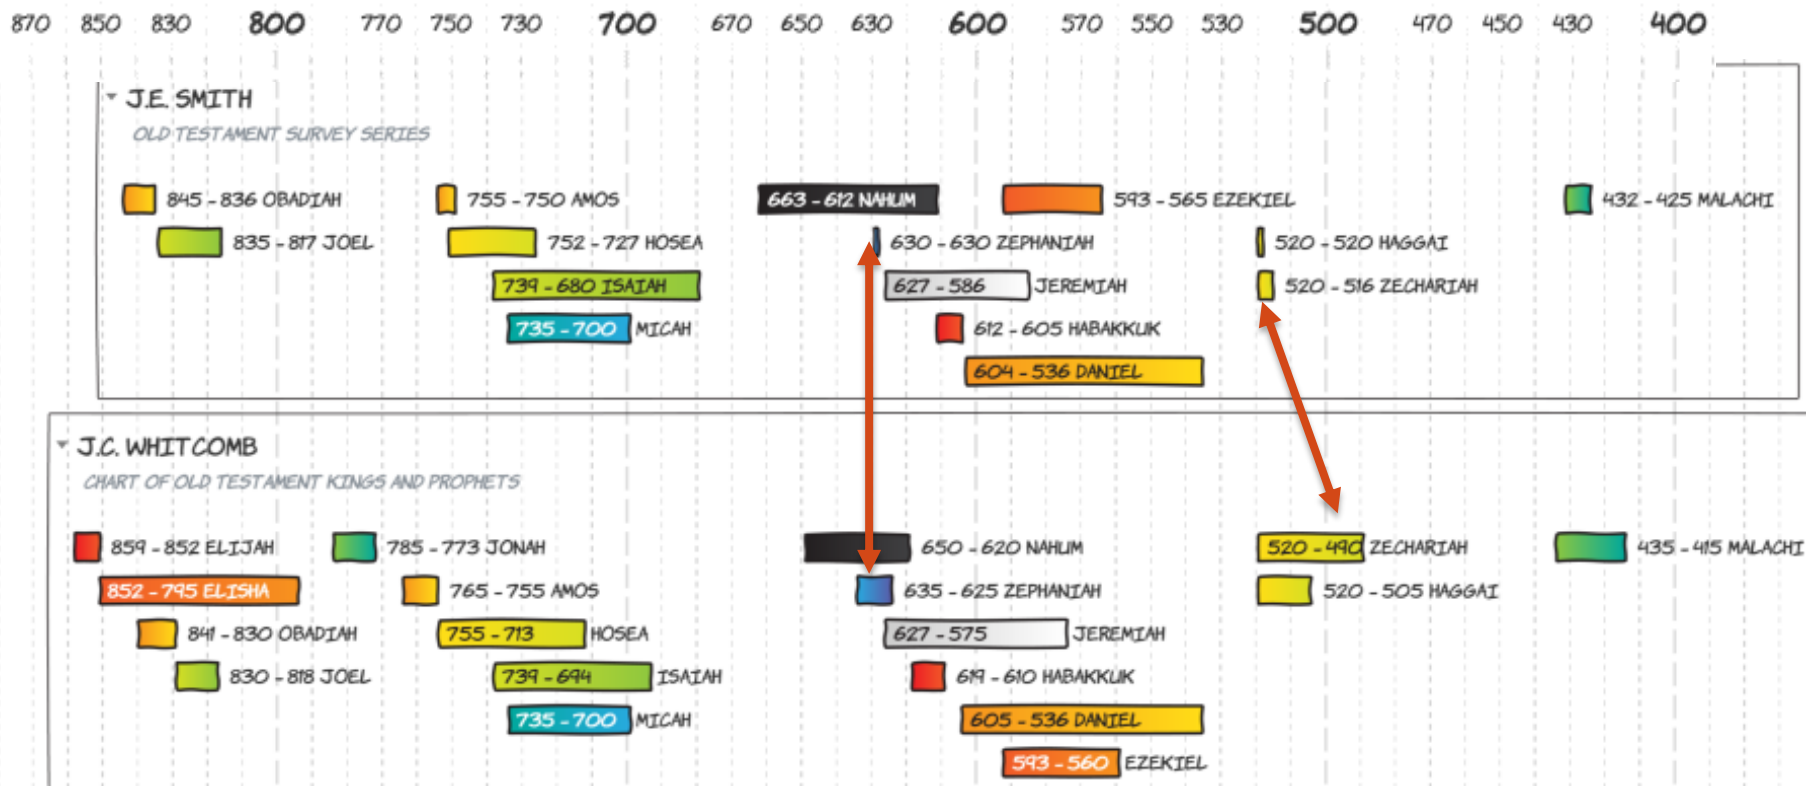 870 850 830 800 770 750 730 700 670 650 630 600 570 550 530 500 470 450 430 400
J.E. SMITH
OLD TESTAMENT SURVEY SERIES
845 - 836 OBADIAH 755 - 750 AMOS 663 - 612 NAHUM 593 - 565 EZEKIEL 432 - 425 MALACHI
835 - 817 JOEL 752 - 727 HOSEA 630 - 630 ZEPHANIAH 520 - 520 HAGGAI
739 - 680 ISAIAH 627 - 586 JEREMIAH 520 - 516 ZECHARIAH
735 - 700 MICAH 612 - 605 HABAKKUK
604 - 536 DANIEL
J.C. WHITCOMB
CHART OF OLD TESTAMENT KINGS AND PROPHETS
859 - 852 ELIJAH 785 - 773 JONAH 650 - 620 NAHUM 520 - 490 ZECHARIAH 435 - 415 MALACHI
852 - 795 ELISHA 765 - 755 AMOS 635 - 625 ZEPHANIAH 520 - 505 HAGGAI
841 - 830 OBADIAH 755 - 713 HOSEA 627 - 575 JEREMIAH
830 - 818 JOEL 739 - 694 ISAIAH 619 - 610 HABAKKUK
735 - 700 MICAH 605 - 536 DANIEL
593 - 560 EZEKIEL